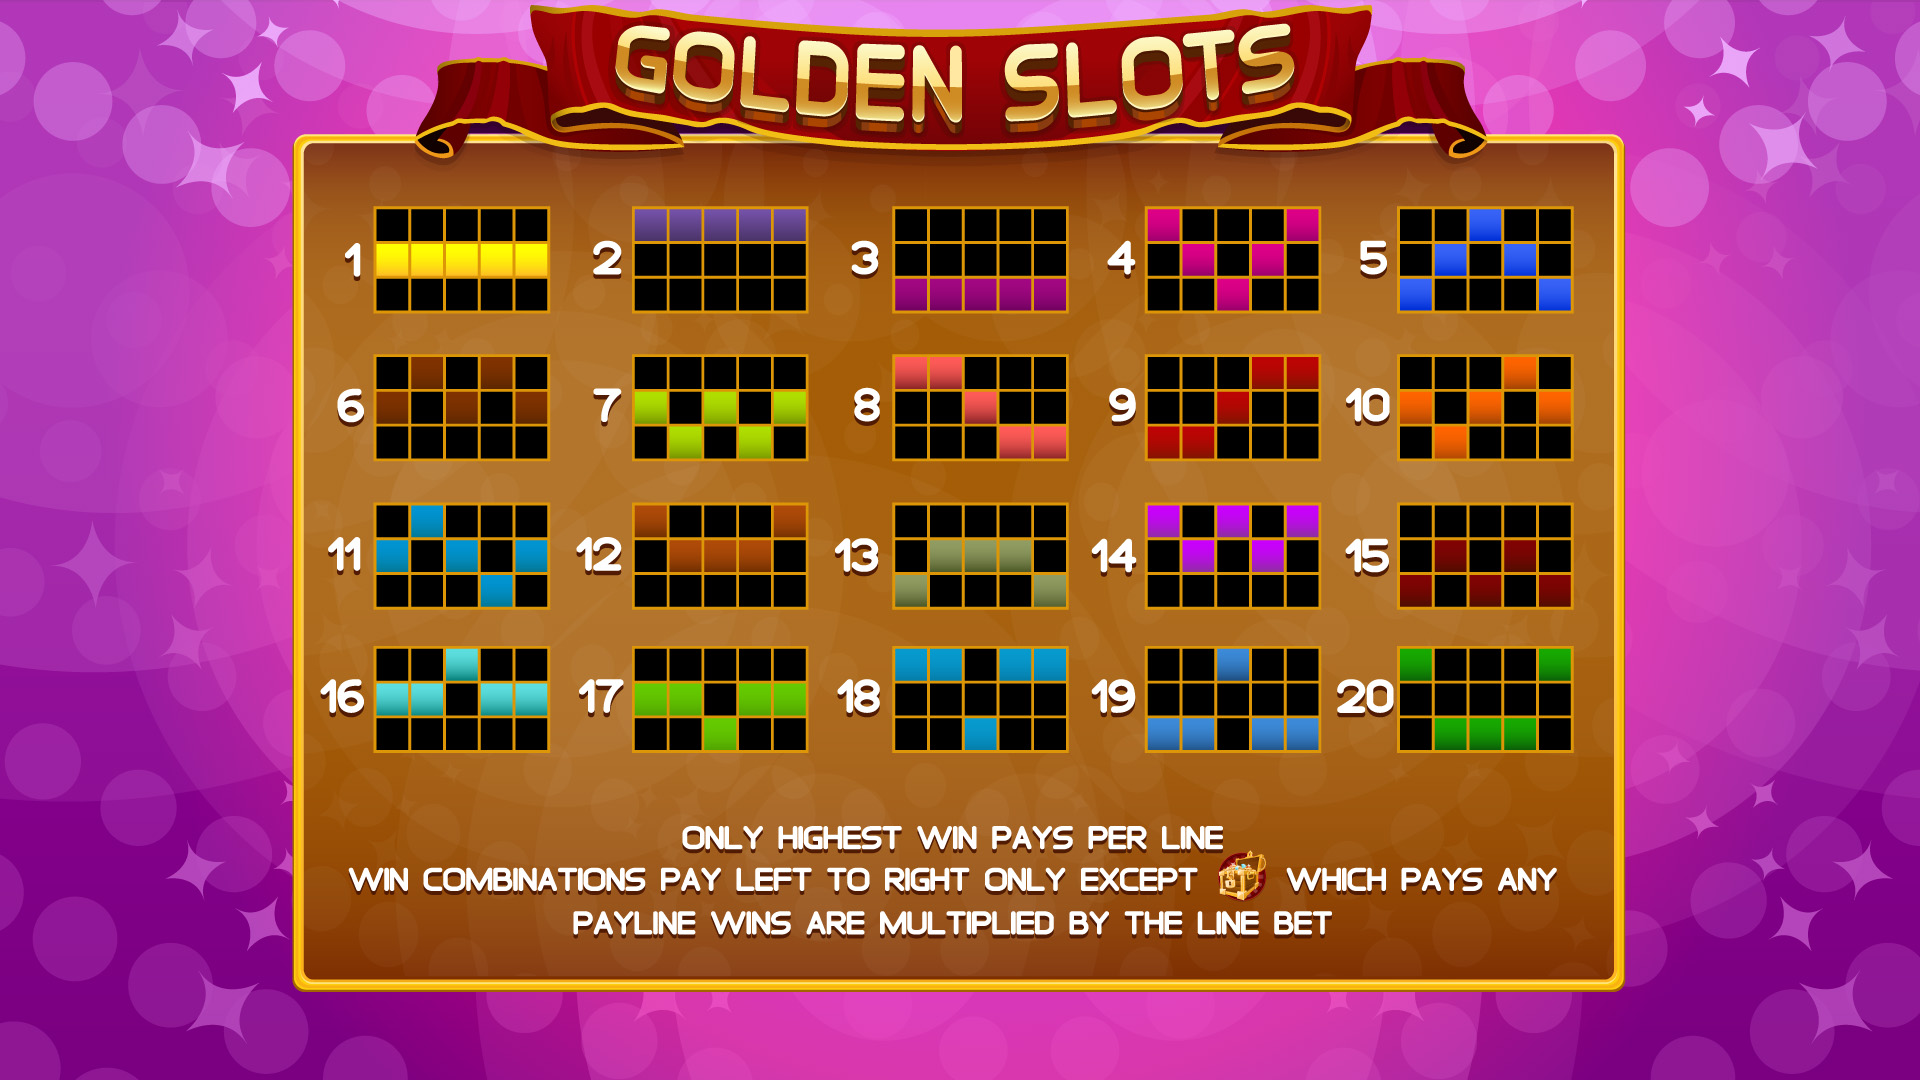 GOLDEN SLOTS
1 2 3 4 5
6 7 8 9 10
11 12 13 14 15
16 17 18 19 20
ONLY HIGHEST WIN PAYS PER LINE
WIN COMBINATIONS PAY LEFT TO RIGHT ONLY EXCEPT WHICH PAYS ANY
PAYLINE WINS ARE MULTIPLIED BY THE LINE BET